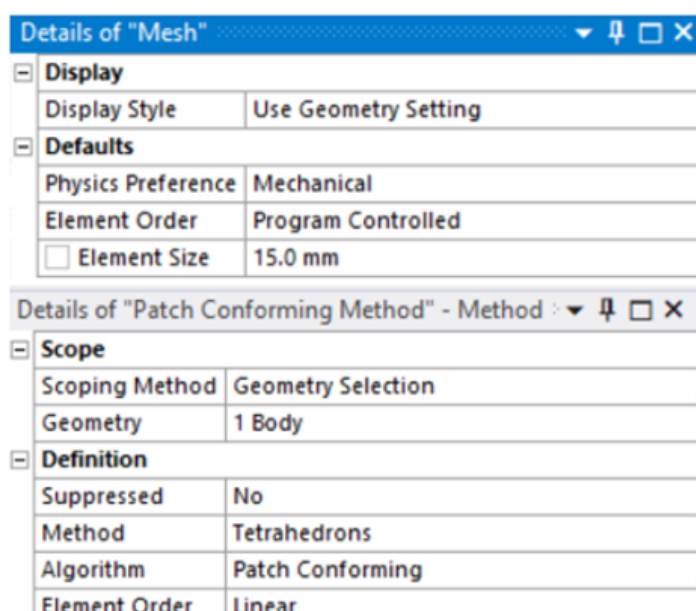 Details of "Mesh"
Display
Display Style Use Geometry Setting
Defaults
Physics Preference Mechanical
Element Order Program Controlled
Element Size 15.0 mm
Details of "Patch Conforming Method" - Method
Scope
Scoping Method Geometry Selection
Geometry 1 Body
Definition
Suppressed No
Method Tetrahedrons
Algorithm Patch Conforming
Element Order Linear